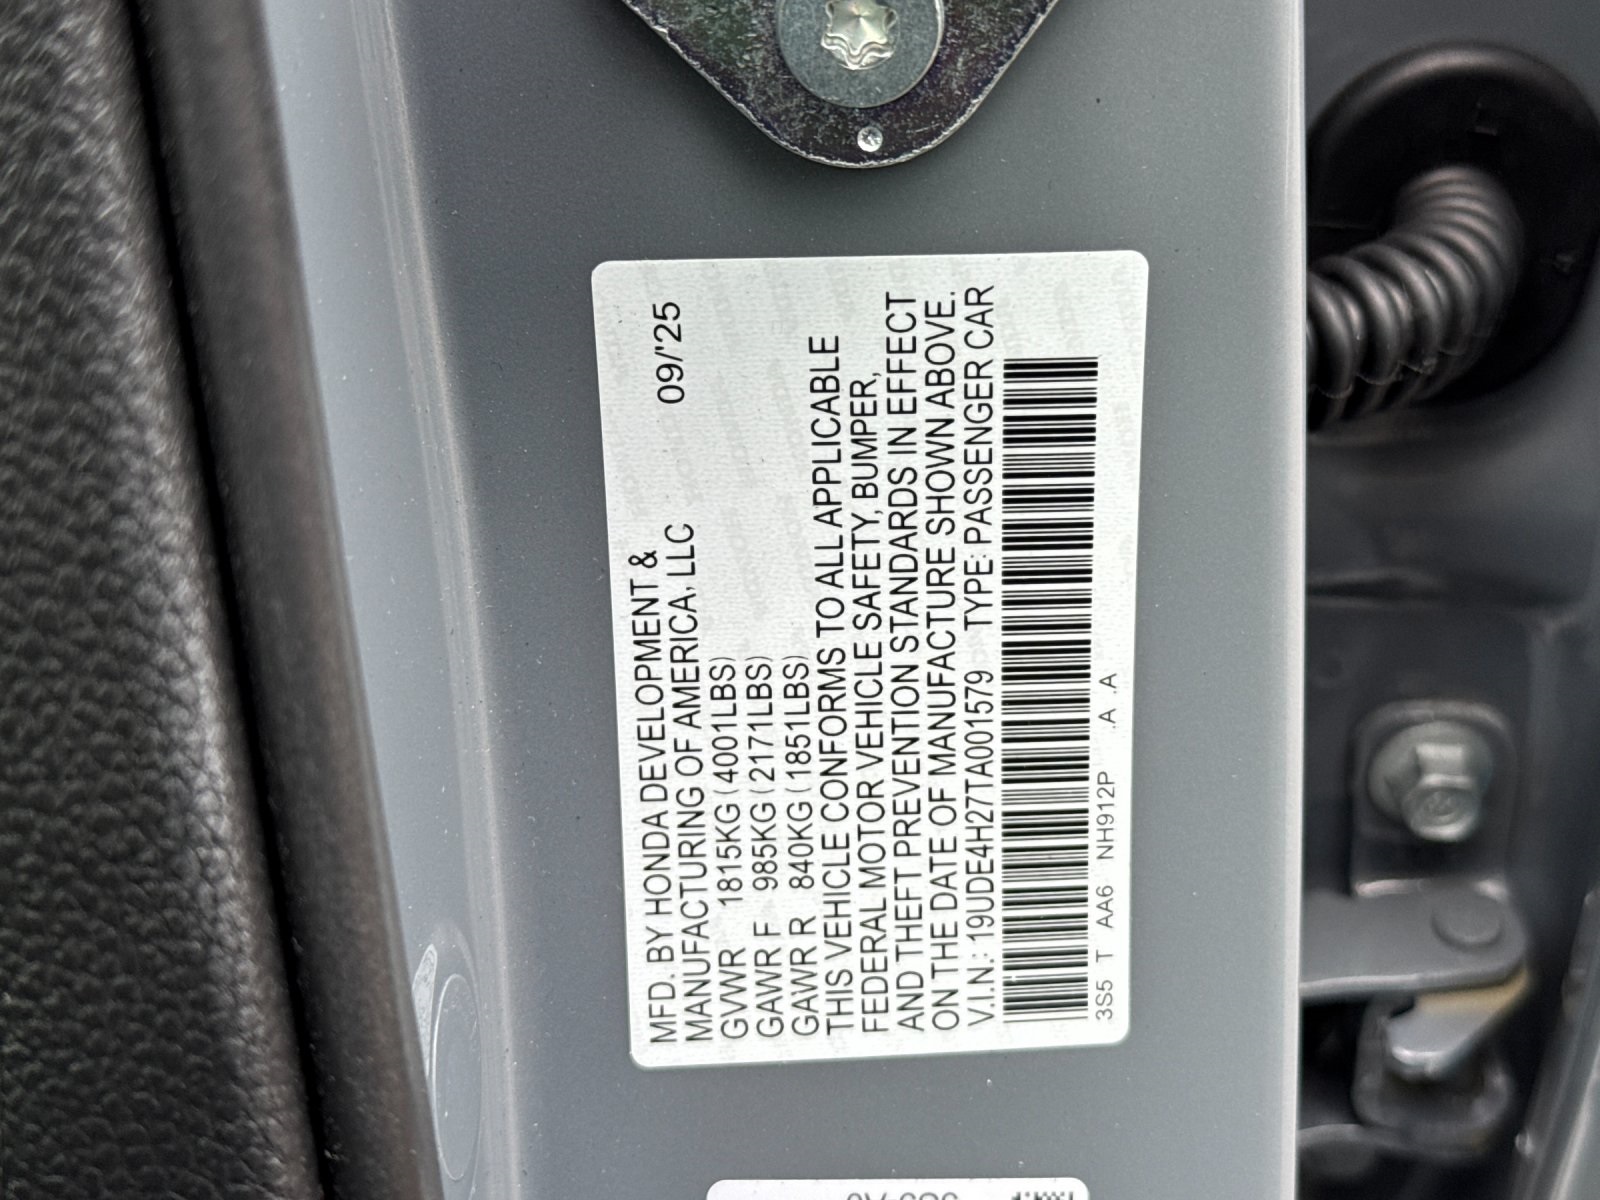 MFD. BY HONDA DEVELOPMENT &
MANUFACTURING OF AMERICA, LLC 09/'25
GVWR 1815KG (4001LBS)
GAWR F 985KG (2171LBS)
GAWR R 840KG (1851LBS)
THIS VEHICLE CONFORMS TO ALL APPLICABLE
FEDERAL MOTOR VEHICLE SAFETY, BUMPER,
AND THEFT PREVENTION STANDARDS IN EFFECT
ON THE DATE OF MANUFACTURE SHOWN ABOVE.
V.I.N.: 19UDE4H27TA001579 TYPE: PASSENGER CAR
3S5 T AA6 NH912P .A .A